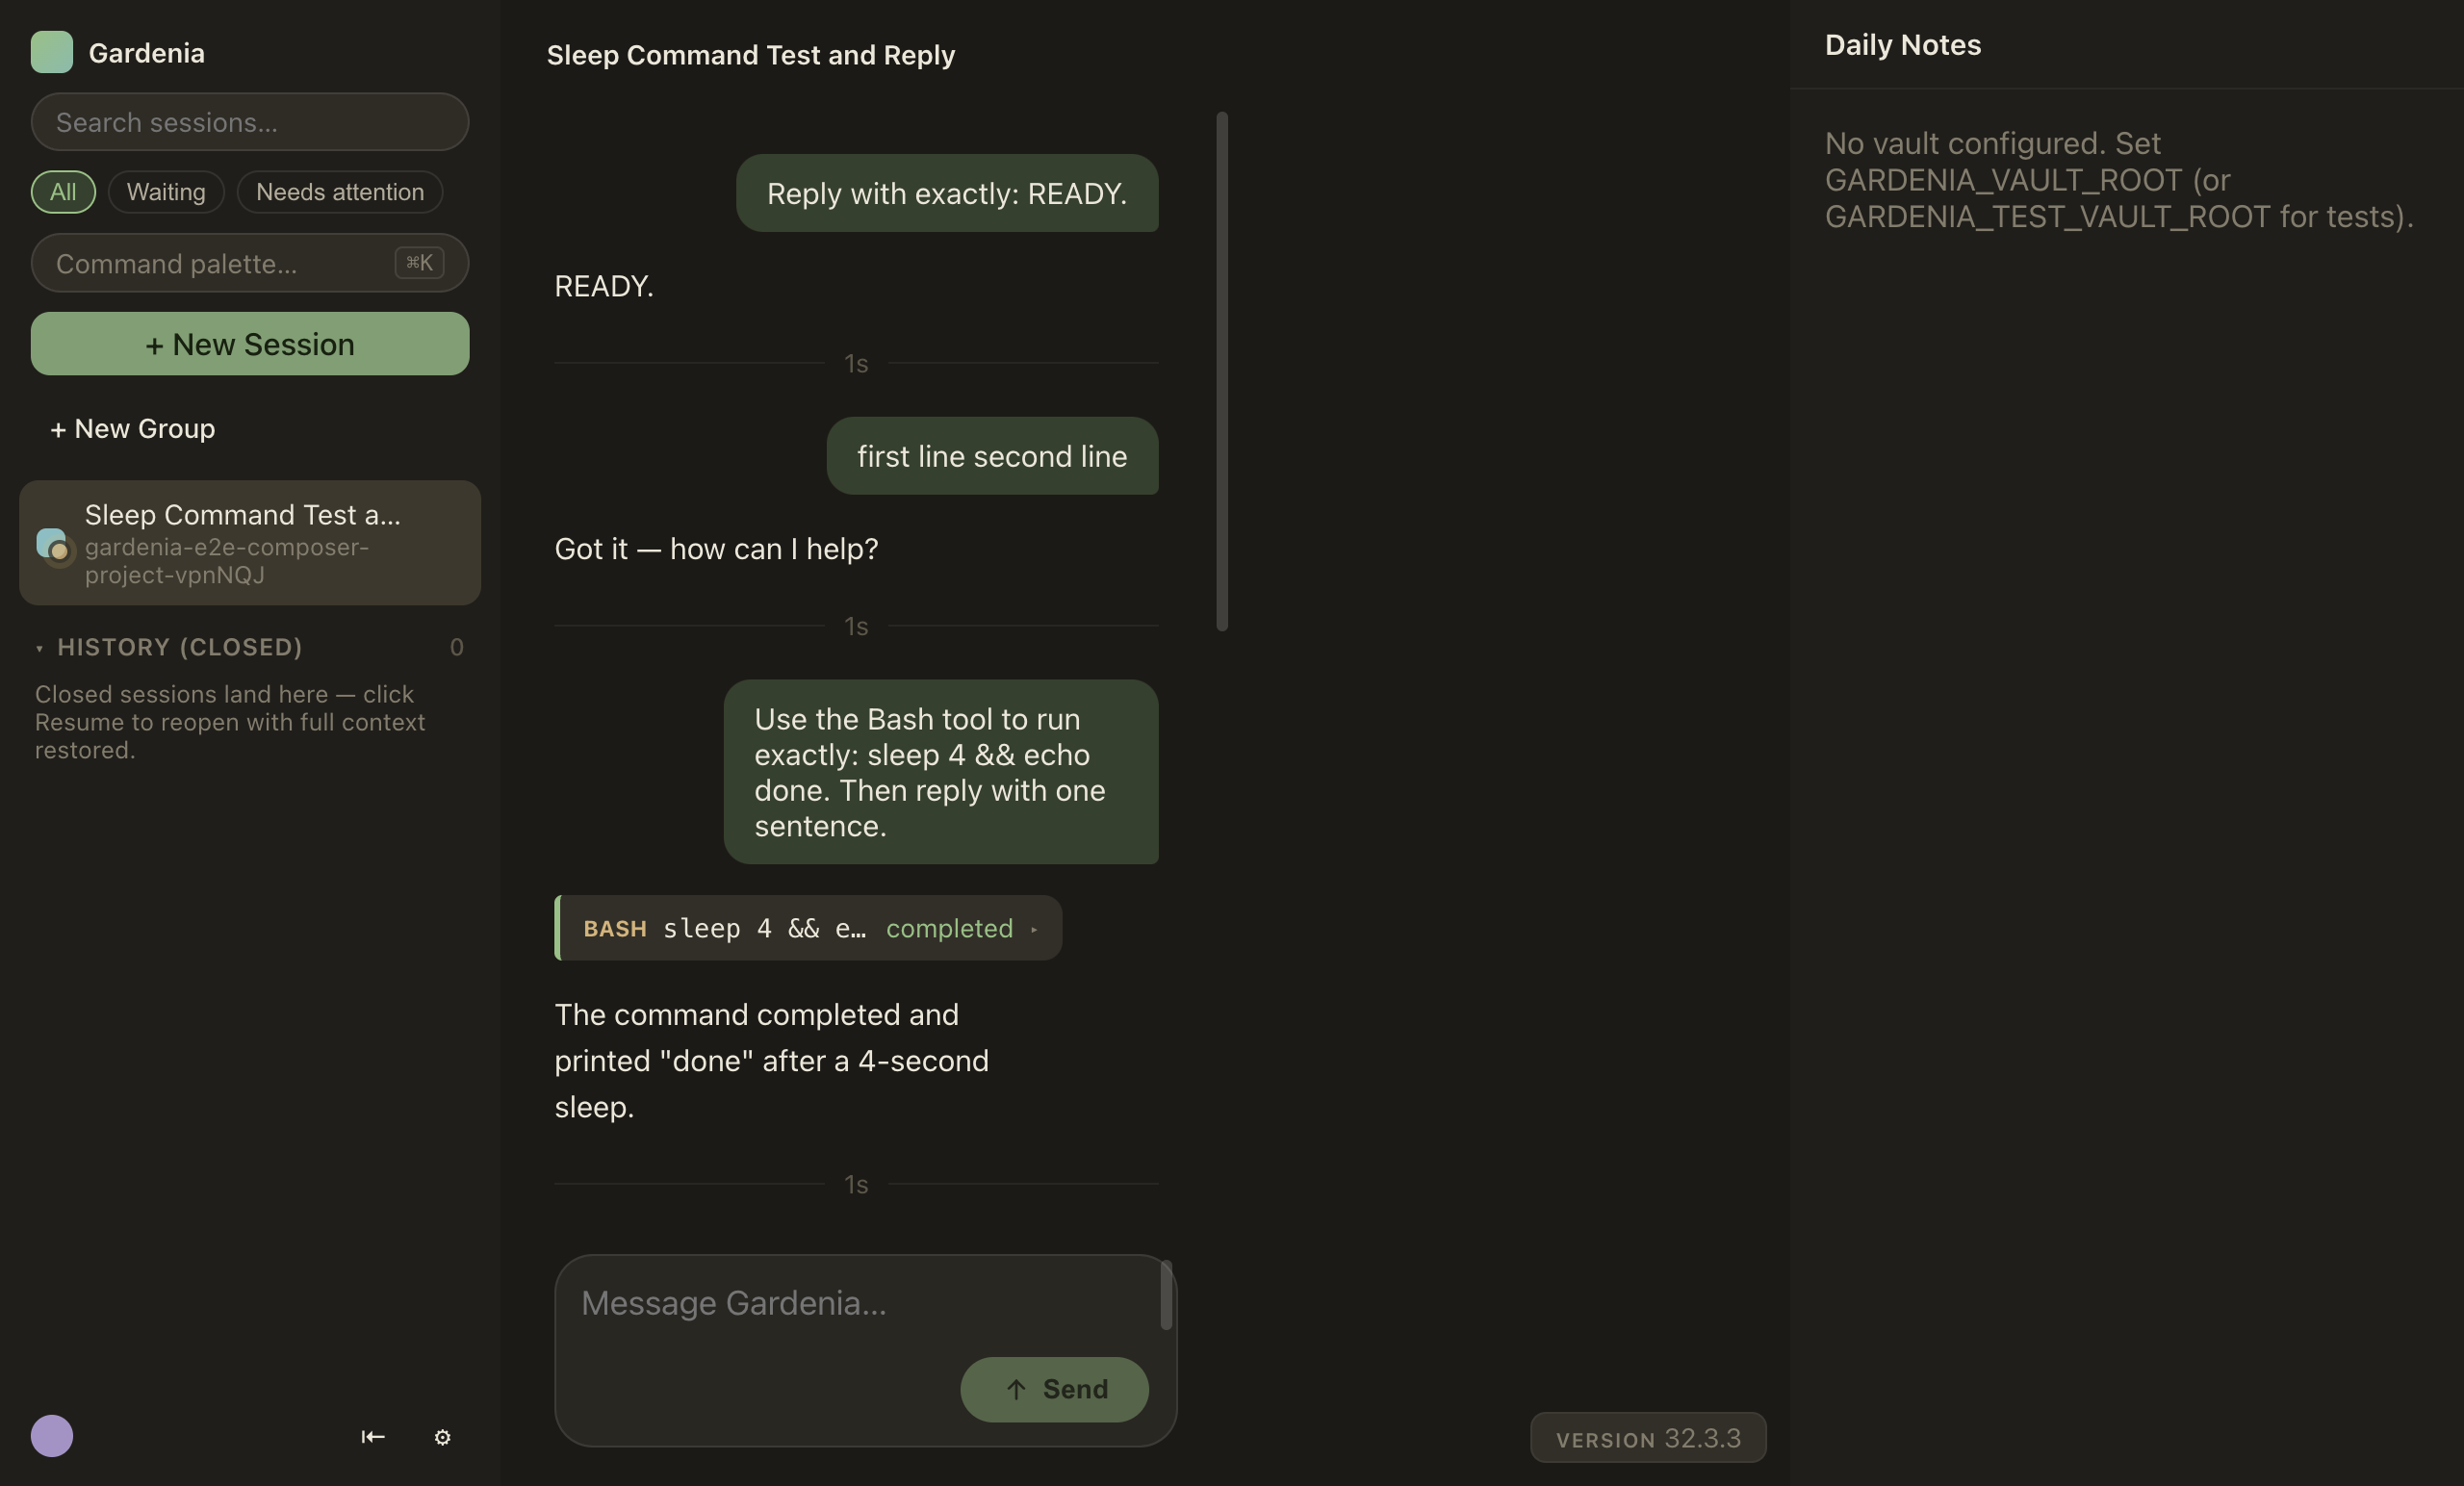 Gardenia
Search sessions...
All
Waiting
Needs attention
Command palette...
⌘K
+ New Session
+ New Group
Sleep Command Test a...
gardenia-e2e-composer-
project-vpnNQJ
HISTORY (CLOSED)
0
Closed sessions land here — click
Resume to reopen with full context
restored.
Sleep Command Test and Reply
Reply with exactly: READY.
READY.
1s
first line second line
Got it — how can I help?
1s
Use the Bash tool to run
exactly: sleep 4 && echo
done. Then reply with one
sentence.
BASH sleep 4 && e… completed
The command completed and
printed "done" after a 4-second
sleep.
1s
Message Gardenia...
↑ Send
VERSION 32.3.3
Daily Notes
No vault configured. Set
GARDENIA_VAULT_ROOT (or
GARDENIA_TEST_VAULT_ROOT for tests).